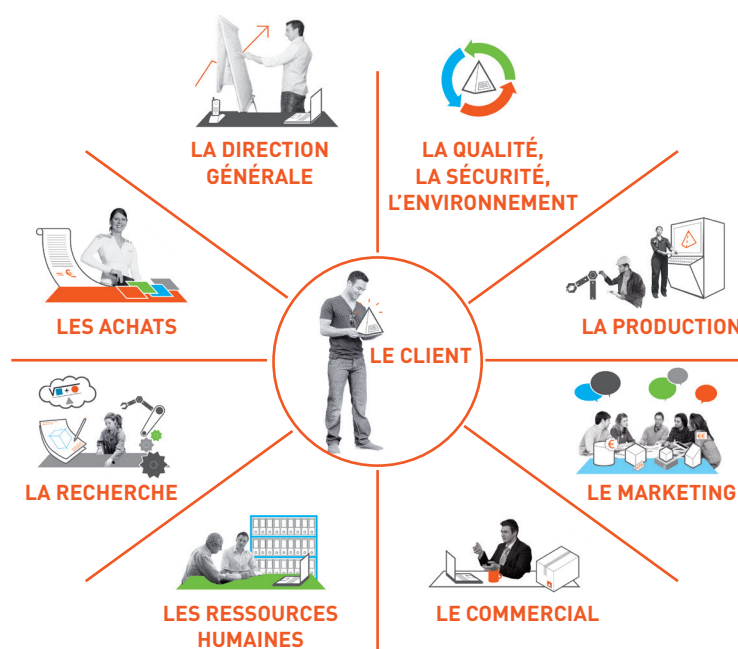 LA DIRECTION
GÉNÉRALE
LA QUALITÉ,
LA SÉCURITÉ,
L'ENVIRONNEMENT
LES ACHATS
LA PRODUCTION
LE CLIENT
LA RECHERCHE
LE MARKETING
LES RESSOURCES
HUMAINES
LE COMMERCIAL